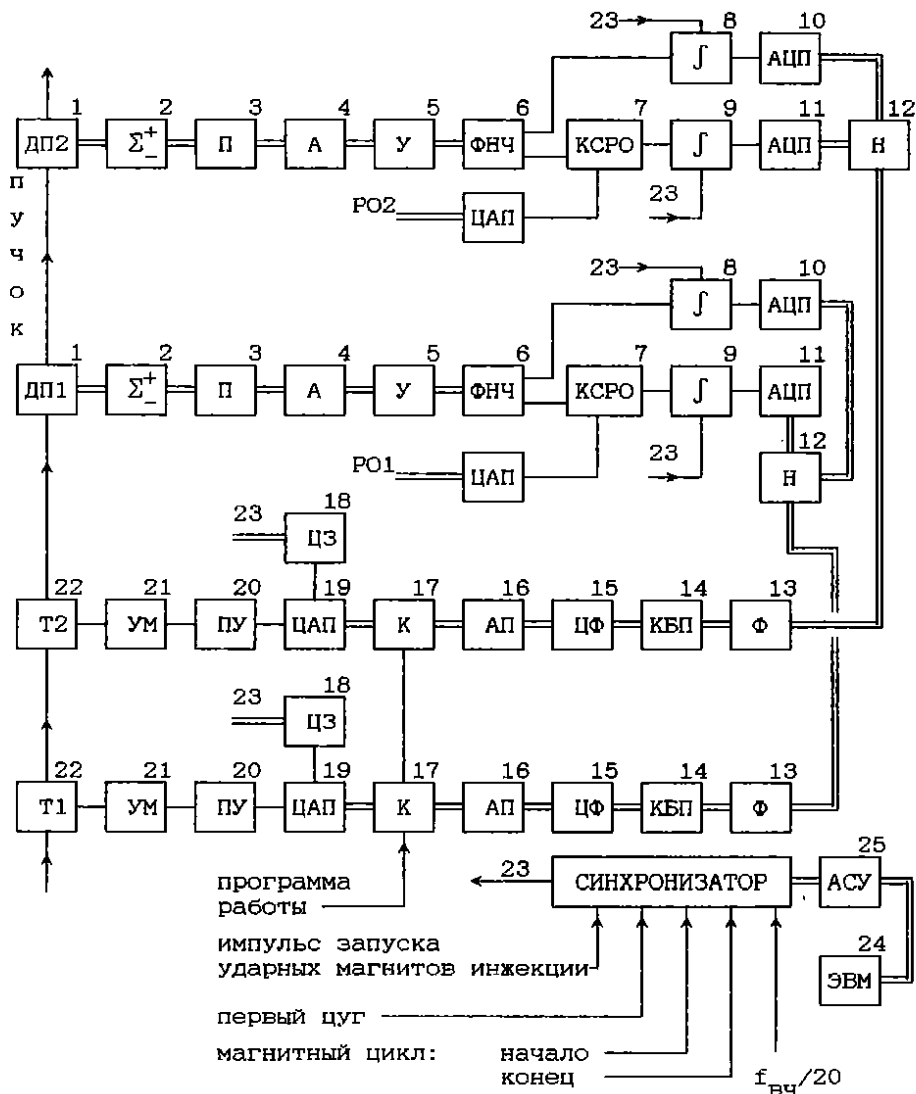 23 8 10
∫ АЦП
1 2 3 4 5 6 7 9 11 12
ДП2 Σ+− П А У ФНЧ КСРО ∫ АЦП Н
РО2 ЦАП 23
пучок
23 8 10
∫ АЦП
1 2 3 4 5 6 7 9 11
ДП1 Σ+− П А У ФНЧ КСРО ∫ АЦП
12
РО1 ЦАП 23 Н
23 18
ЦЗ
22 21 20 19 17 16 15 14 13
Т2 УМ ПУ ЦАП К АП ЦФ КБП Ф
23 18
ЦЗ
22 21 20 19 17 16 15 14 13
Т1 УМ ПУ ЦАП К АП ЦФ КБП Ф
25
23 СИНХРОНИЗАТОР АСУ
программа
работы
24
ЭВМ
импульс запуска
ударных магнитов инжекции
первый цуг
магнитный цикл: начало
конец
fВЧ/20